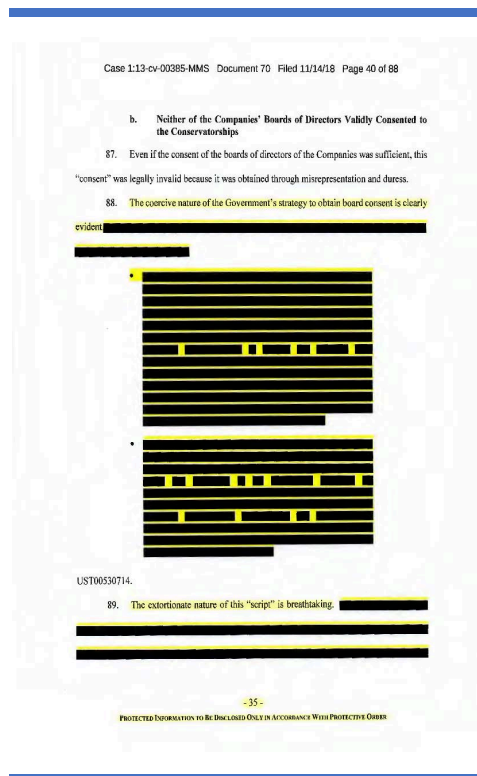 Case 1:13-cv-00385-MMS Document 70 Filed 11/14/18 Page 40 of 88
b. Neither of the Companies' Boards of Directors Validly Consented to
the Conservatorships
87. Even if the consent of the boards of directors of the Companies was sufficient, this
"consent" was legally invalid because it was obtained through misrepresentation and duress.
88. The coercive nature of the Government's strategy to obtain board consent is clearly
evident
•
•
UST00530714.
89. The extortionate nature of this "script" is breathtaking.
- 35 -
PROTECTED INFORMATION TO BE DISCLOSED ONLY IN ACCORDANCE WITH PROTECTIVE ORDER